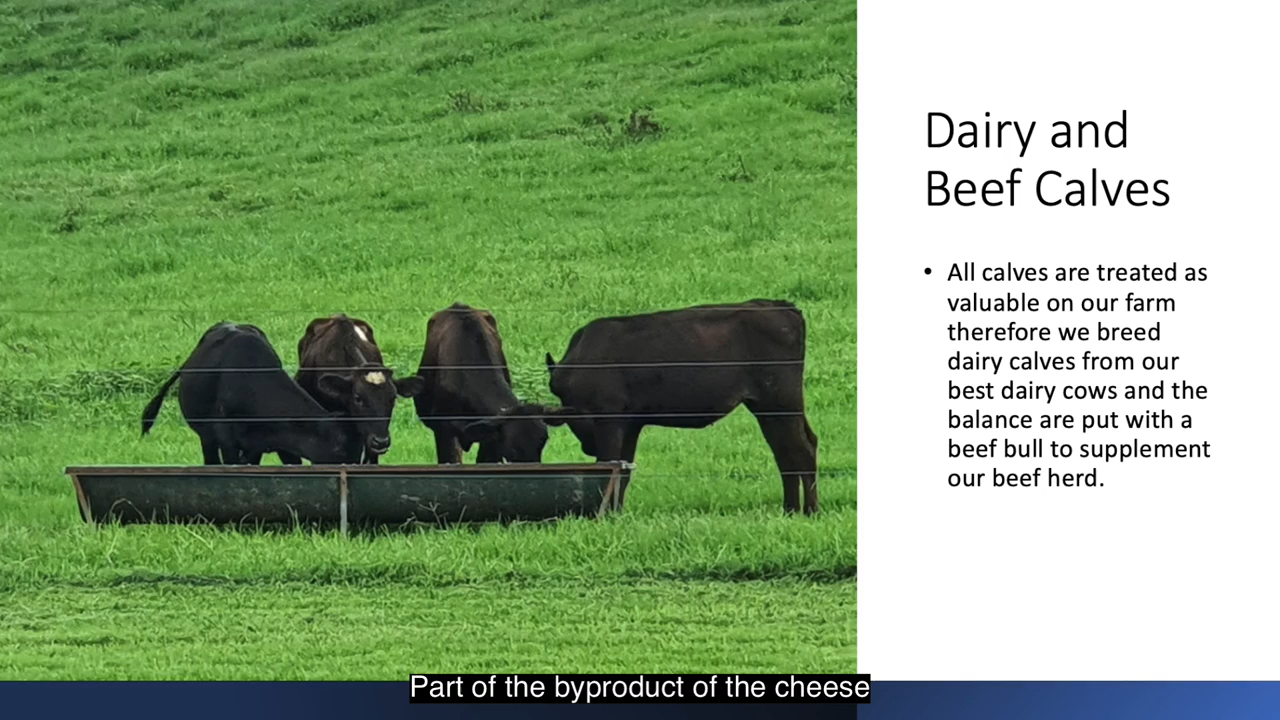 Dairy and
Beef Calves
• All calves are treated as
valuable on our farm
therefore we breed
dairy calves from our
best dairy cows and the
balance are put with a
beef bull to supplement
our beef herd.
Part of the byproduct of the cheese